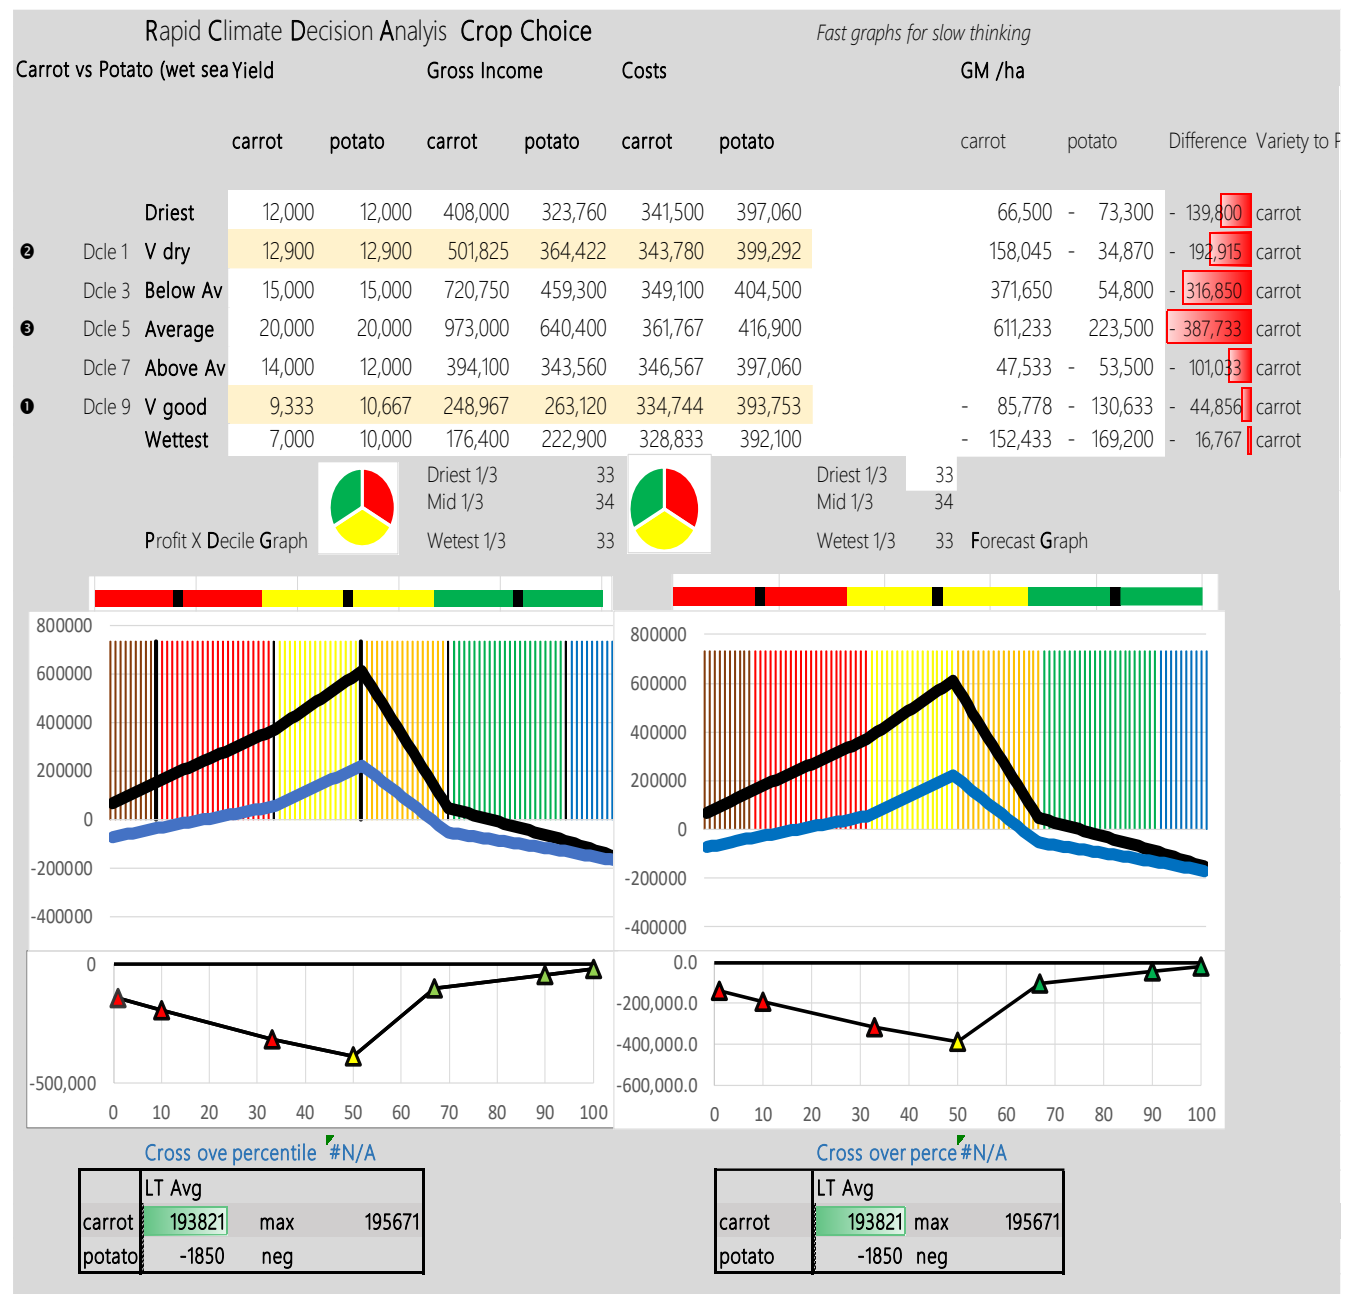 Rapid Climate Decision Analyis Crop Choice Fast graphs for slow thinking
Carrot vs Potato (wet sea Yield Gross Income Costs GM /ha
carrot potato carrot potato carrot potato carrot potato Difference Variety to P
Driest 12,000 12,000 408,000 323,760 341,500 397,060 66,500 - 73,300 - 139,800 carrot
❷ Dcle 1 V dry 12,900 12,900 501,825 364,422 343,780 399,292 158,045 - 34,870 - 192,915 carrot
Dcle 3 Below Av 15,000 15,000 720,750 459,300 349,100 404,500 371,650 54,800 - 316,850 carrot
❸ Dcle 5 Average 20,000 20,000 973,000 640,400 361,767 416,900 611,233 223,500 - 387,733 carrot
Dcle 7 Above Av 14,000 12,000 394,100 343,560 346,567 397,060 47,533 - 53,500 - 101,033 carrot
❶ Dcle 9 V good 9,333 10,667 248,967 263,120 334,744 393,753 - 85,778 - 130,633 - 44,856 carrot
Wettest 7,000 10,000 176,400 222,900 328,833 392,100 - 152,433 - 169,200 - 16,767 carrot
Driest 1/3 33 Driest 1/3 33
Mid 1/3 34 Mid 1/3 34
Profit X Decile Graph Wetest 1/3 33 Wetest 1/3 33 Forecast Graph
800000
600000
400000
200000
0
-200000
-400000
800000
600000
400000
200000
0
-200000
-400000
0
-500,000
0 10 20 30 40 50 60 70 80 90 100
0.0
-200,000.0
-400,000.0
-600,000.0
0 10 20 30 40 50 60 70 80 90 100
Cross ove percentile #N/A Cross over perce #N/A
LT Avg LT Avg
carrot 193821 max 195671 carrot 193821 max 195671
potato -1850 neg potato -1850 neg